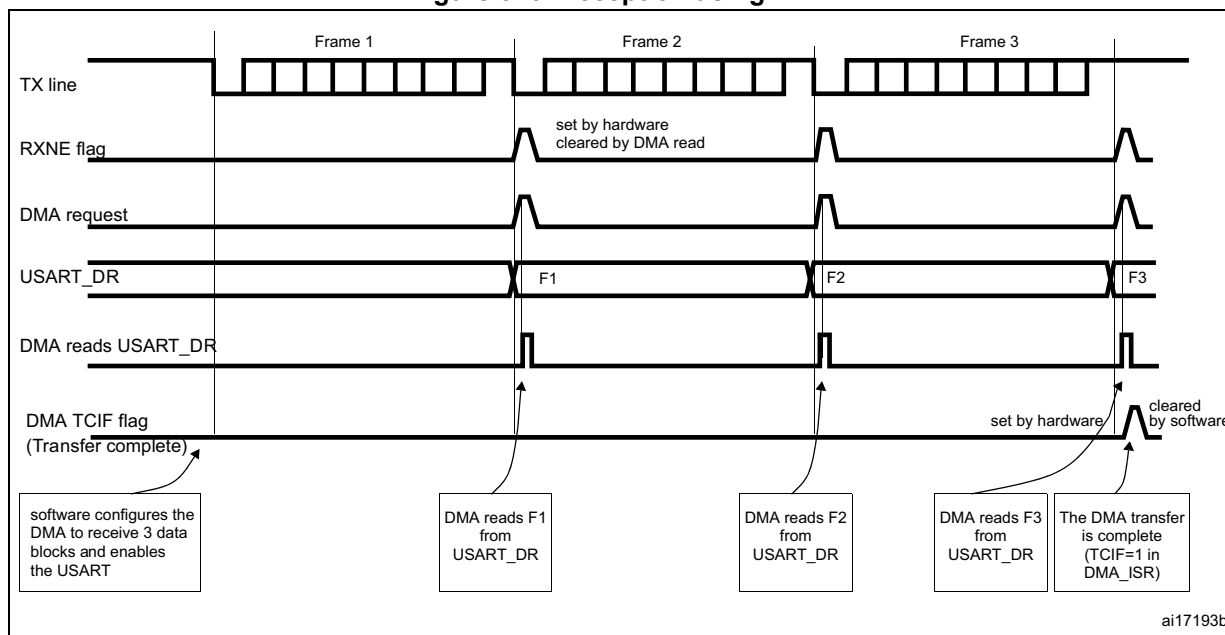 Frame 1
Frame 2
Frame 3
TX line
set by hardware
cleared by DMA read
RXNE flag
DMA request
USART_DR
F1
F2
F3
DMA reads USART_DR
DMA TCIF flag
(Transfer complete)
set by hardware
cleared
by software
software configures the
DMA to receive 3 data
blocks and enables
the USART
DMA reads F1
from
USART_DR
DMA reads F2
from
USART_DR
DMA reads F3
from
USART_DR
The DMA transfer
is complete
(TCIF=1 in
DMA_ISR)
ai17193b